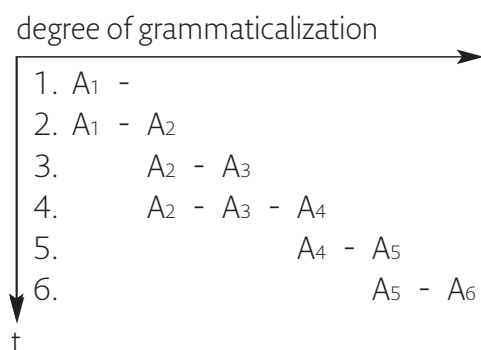 degree of grammaticalization
1. A₁ -
2. A₁ - A₂
3. A₂ - A₃
4. A₂ - A₃ - A₄
5. A₄ - A₅
6. A₅ - A₆
t